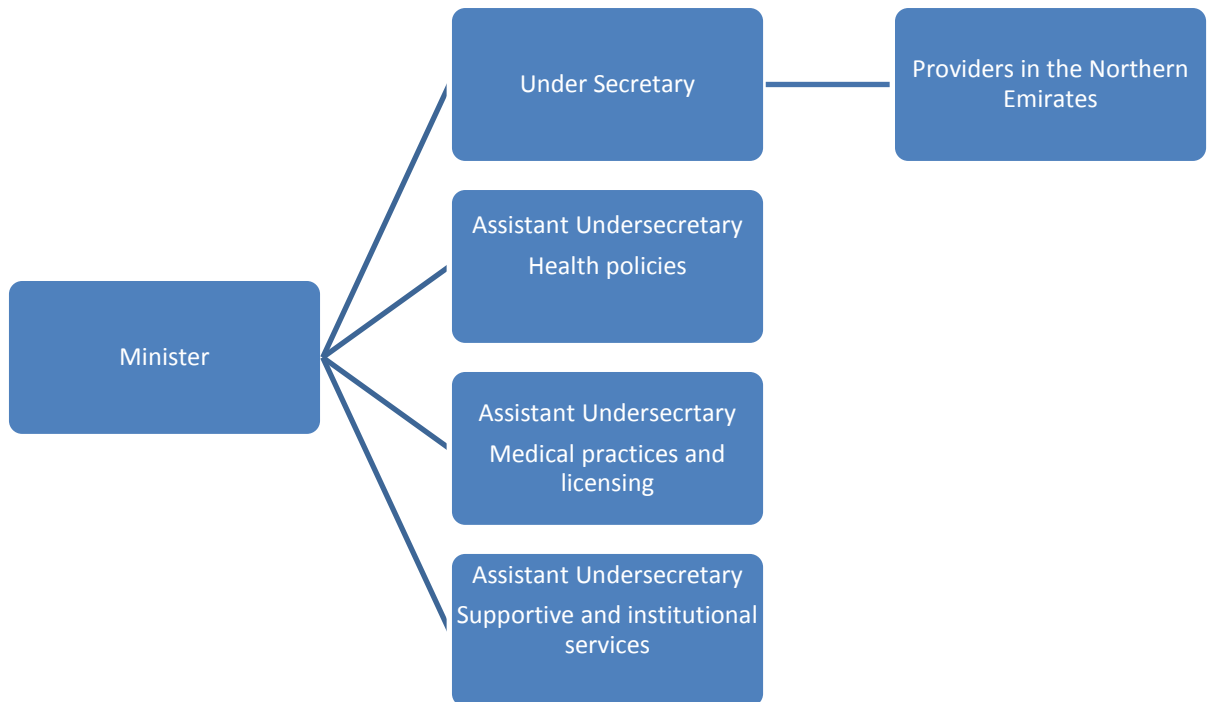 Under Secretary
Providers in the Northern
Emirates
Assistant Undersecretary
Health policies
Minister
Assistant Undersecrtary
Medical practices and
licensing
Assistant Undersecretary
Supportive and institutional
services